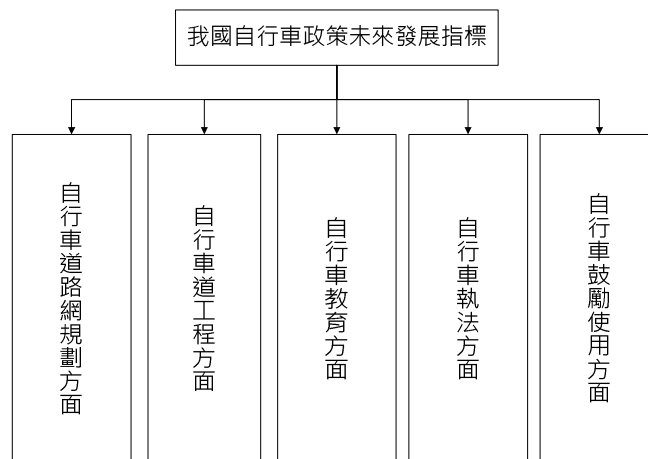 我國自行車政策未來發展指標
自行車道路網規劃方面
自行車道工程方面
自行車教育方面
自行車執法方面
自行車鼓勵使用方面